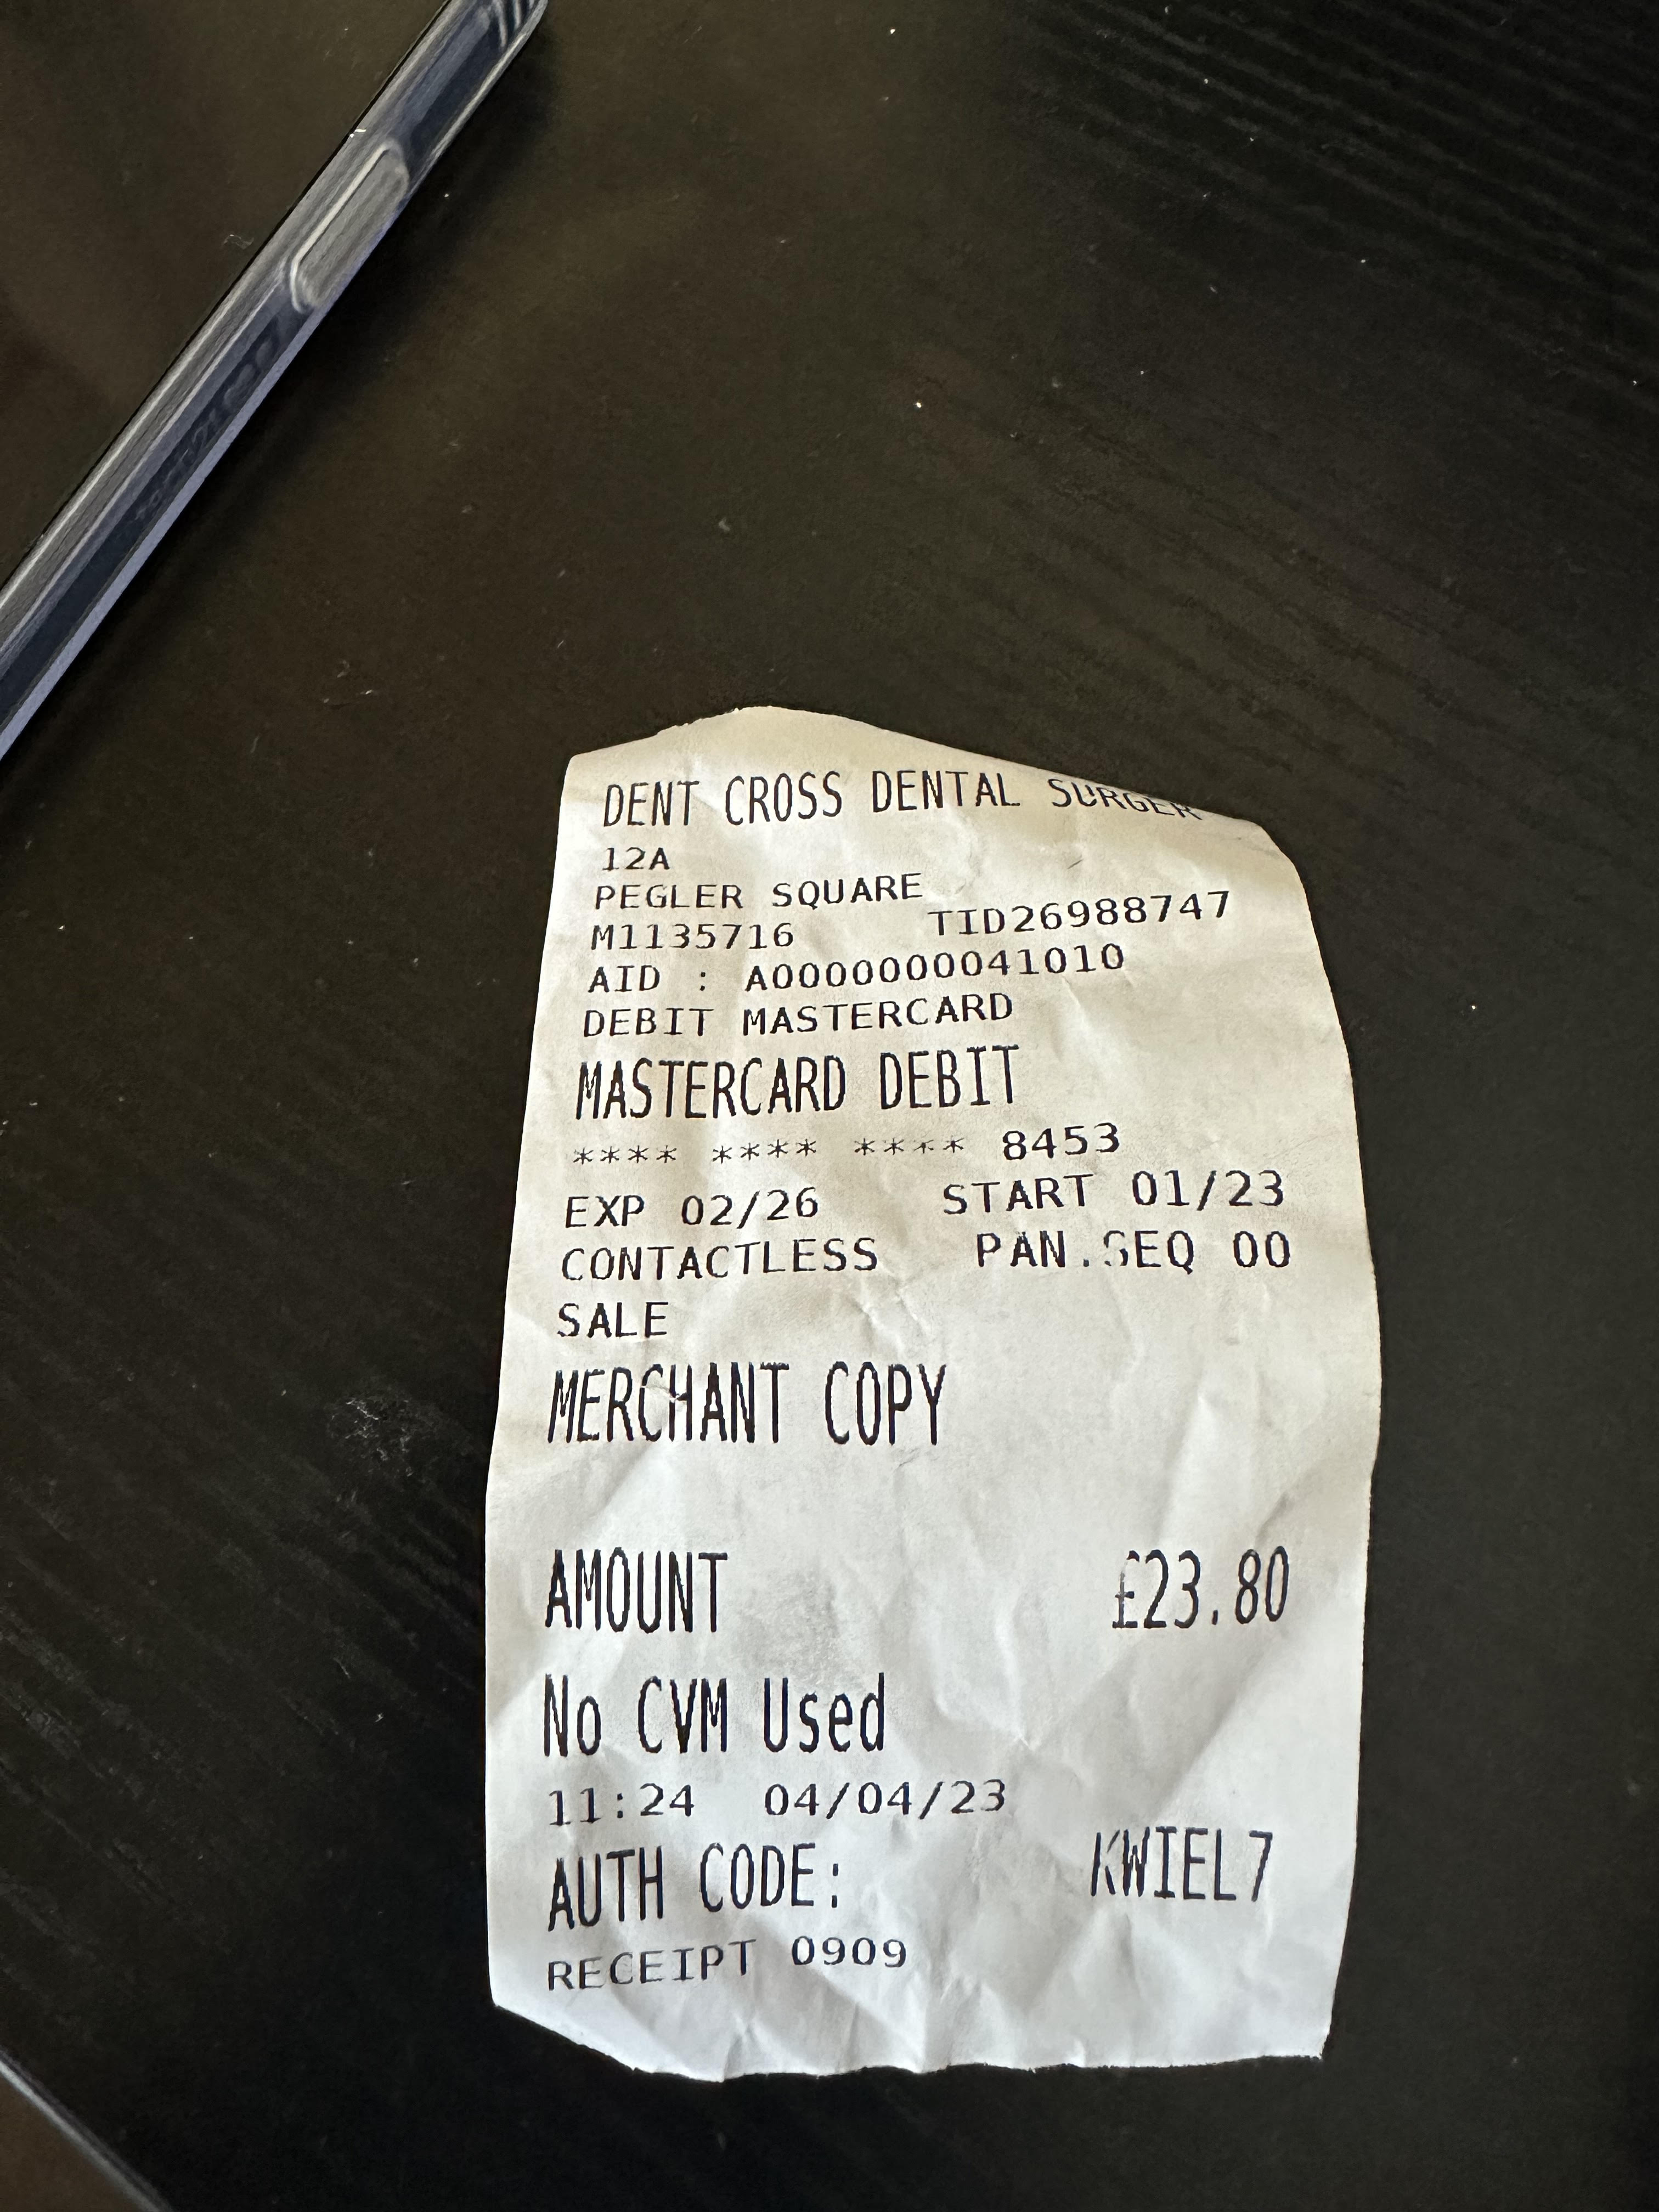 DENT CROSS DENTAL SURGER
12A
PEGLER SQUARE
M1135716 TID26988747
AID : A0000000041010
DEBIT MASTERCARD
MASTERCARD DEBIT
**** **** **** 8453
EXP 02/26 START 01/23
CONTACTLESS PAN.SEQ 00
SALE
MERCHANT COPY
AMOUNT £23.80
No CVM Used
11:24 04/04/23
AUTH CODE: KWIEL7
RECEIPT 0909